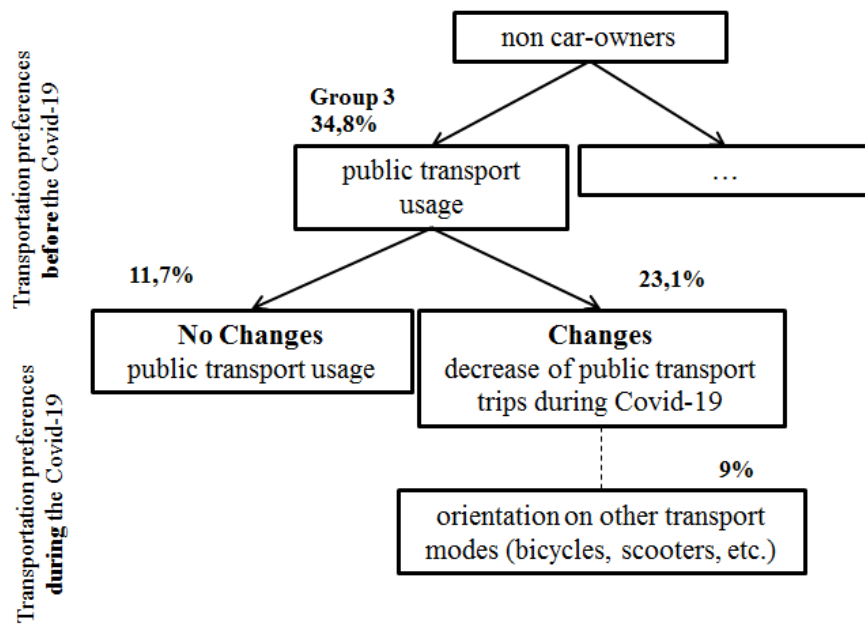 Transportation preferences
before the Covid-19
non car-owners
Group 3
34,8%
public transport
usage
…
11,7%
23,1%
Transportation preferences
during the Covid-19
No Changes
public transport usage
Changes
decrease of public transport
trips during Covid-19
9%
orientation on other transport
modes (bicycles, scooters, etc.)